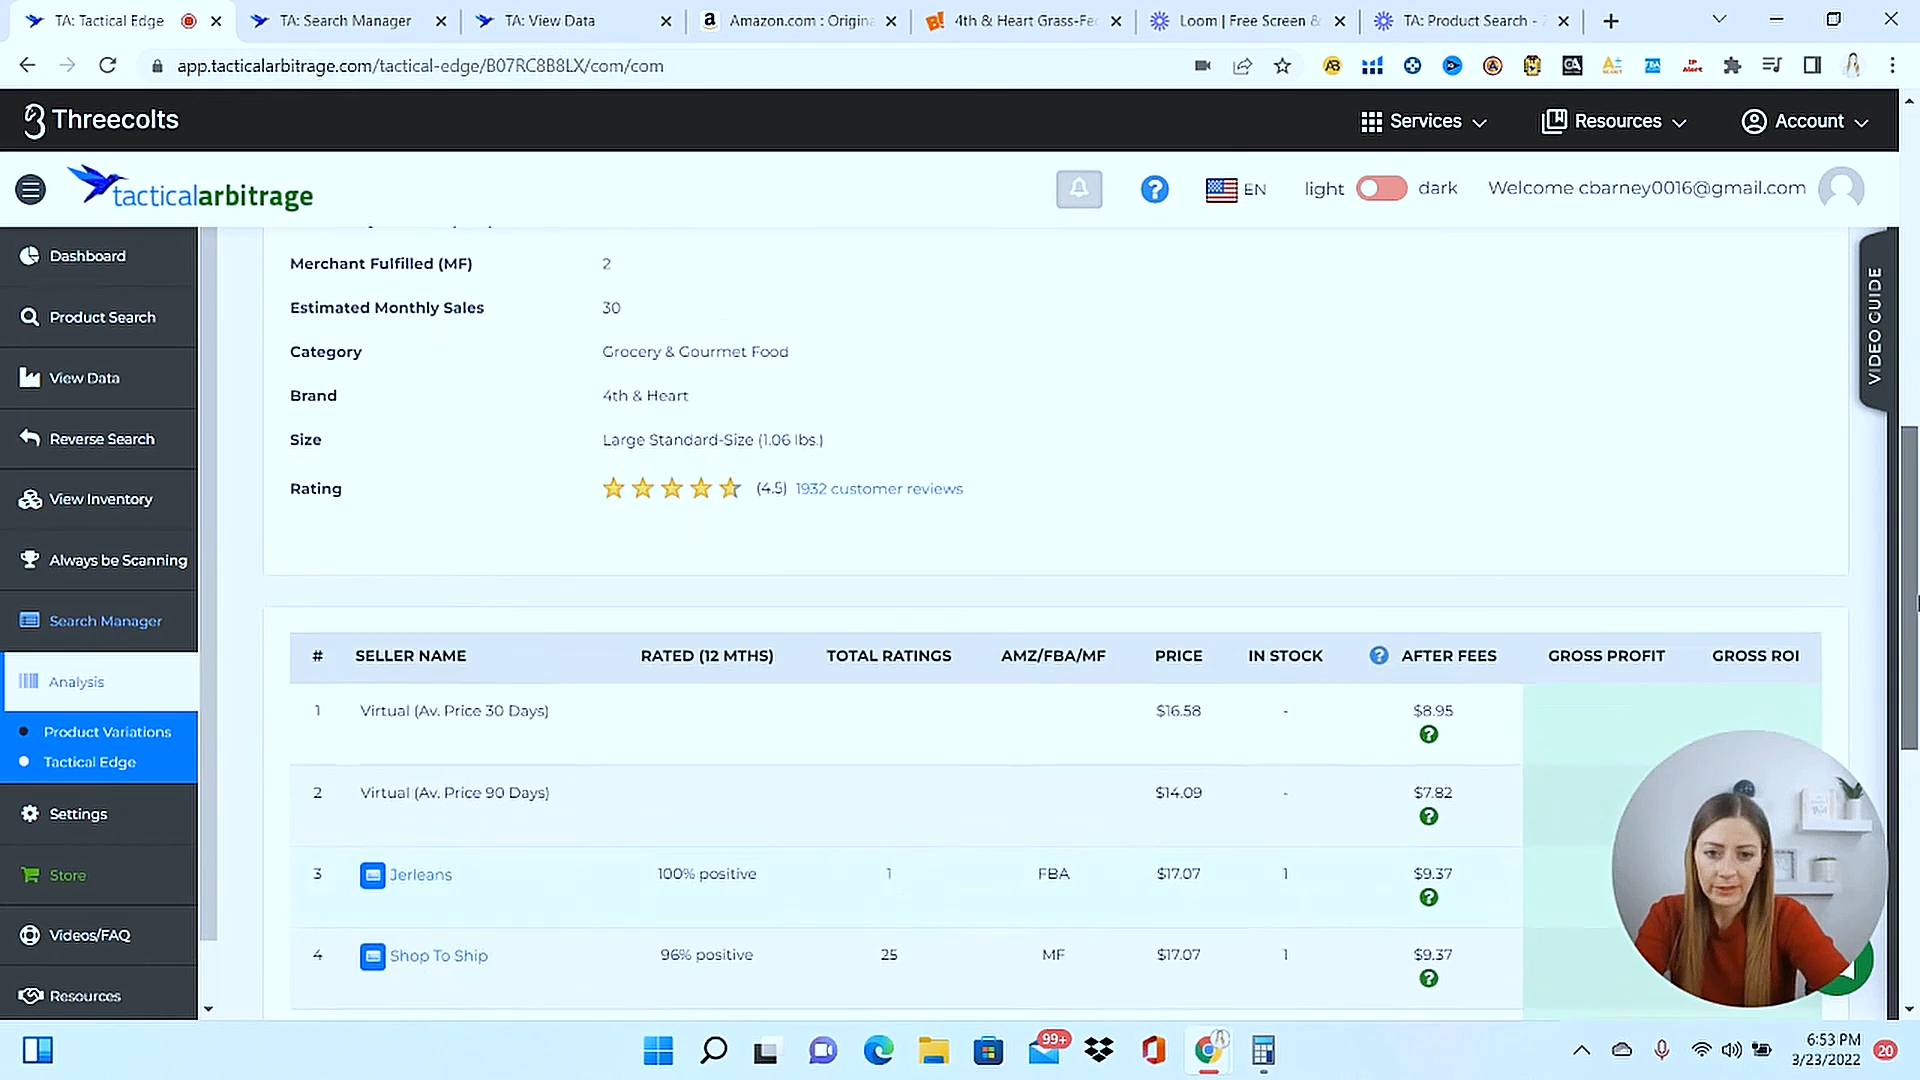 TA: Tactical Edge
TA: Search Manager
TA: View Data
Amazon.com : Origina
4th & Heart Grass-Fe
Loom | Free Screen &
TA: Product Search -
app.tacticalarbitrage.com/tactical-edge/B07RC8B8LX/com/com
Threecolts
Services
Resources
Account
tacticalarbitrage
EN
light
dark
Welcome cbarney0016@gmail.com
Dashboard
Product Search
View Data
Reverse Search
View Inventory
Always be Scanning
Search Manager
Analysis
Product Variations
Tactical Edge
Settings
Store
Videos/FAQ
Resources
VIDEO GUIDE
Merchant Fulfilled (MF) 2
Estimated Monthly Sales 30
Category Grocery & Gourmet Food
Brand 4th & Heart
Size Large Standard-Size (1.06 lbs.)
Rating (4.5) 1932 customer reviews
# SELLER NAME RATED (12 MTHS) TOTAL RATINGS AMZ/FBA/MF PRICE IN STOCK AFTER FEES GROSS PROFIT GROSS ROI
1 Virtual (Av. Price 30 Days) $16.58 - $8.95
2 Virtual (Av. Price 90 Days) $14.09 - $7.82
3 Jerleans 100% positive 1 FBA $17.07 1 $9.37
4 Shop To Ship 96% positive 25 MF $17.07 1 $9.37
99+
6:53 PM
3/23/2022
20